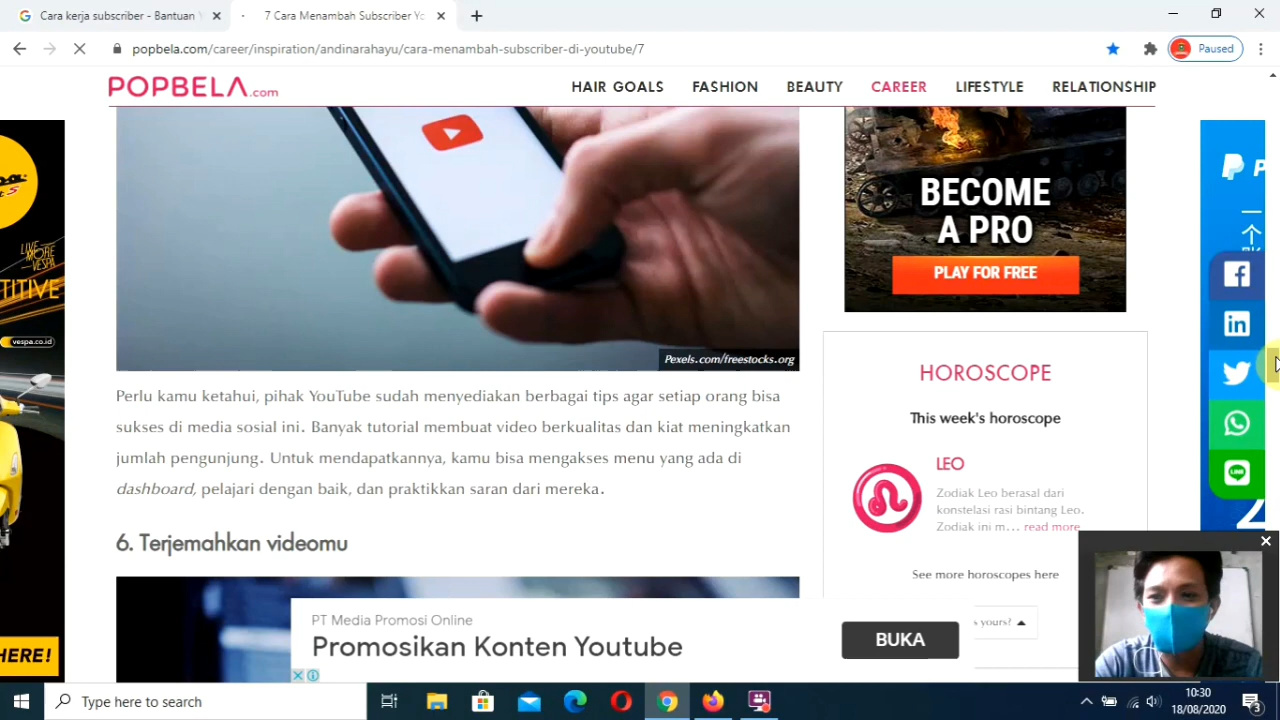 Cara kerja subscriber - Bantuan
7 Cara Menambah Subscriber Yo
popbela.com/career/inspiration/andinarahayu/cara-menambah-subscriber-di-youtube/7
Paused
POPBELA.com
HAIR GOALS
FASHION
BEAUTY
CAREER
LIFESTYLE
RELATIONSHIP
LIVE
MORE
VESPA
TITIVE
vespa.co.id
HERE!
Pexels.com/freestocks.org
BECOME
A PRO
PLAY FOR FREE
Perlu kamu ketahui, pihak YouTube sudah menyediakan berbagai tips agar setiap orang bisa
sukses di media sosial ini. Banyak tutorial membuat video berkualitas dan kiat meningkatkan
jumlah pengunjung. Untuk mendapatkannya, kamu bisa mengakses menu yang ada di
dashboard, pelajari dengan baik, dan praktikkan saran dari mereka.
6. Terjemahkan videomu
HOROSCOPE
This week's horoscope
LEO
Zodiak Leo berasal dari
konstelasi rasi bintang Leo.
Zodiak ini m... read more
See more horoscopes here
s yours?
PT Media Promosi Online
Promosikan Konten Youtube
BUKA
Type here to search
10:30
18/08/2020
3